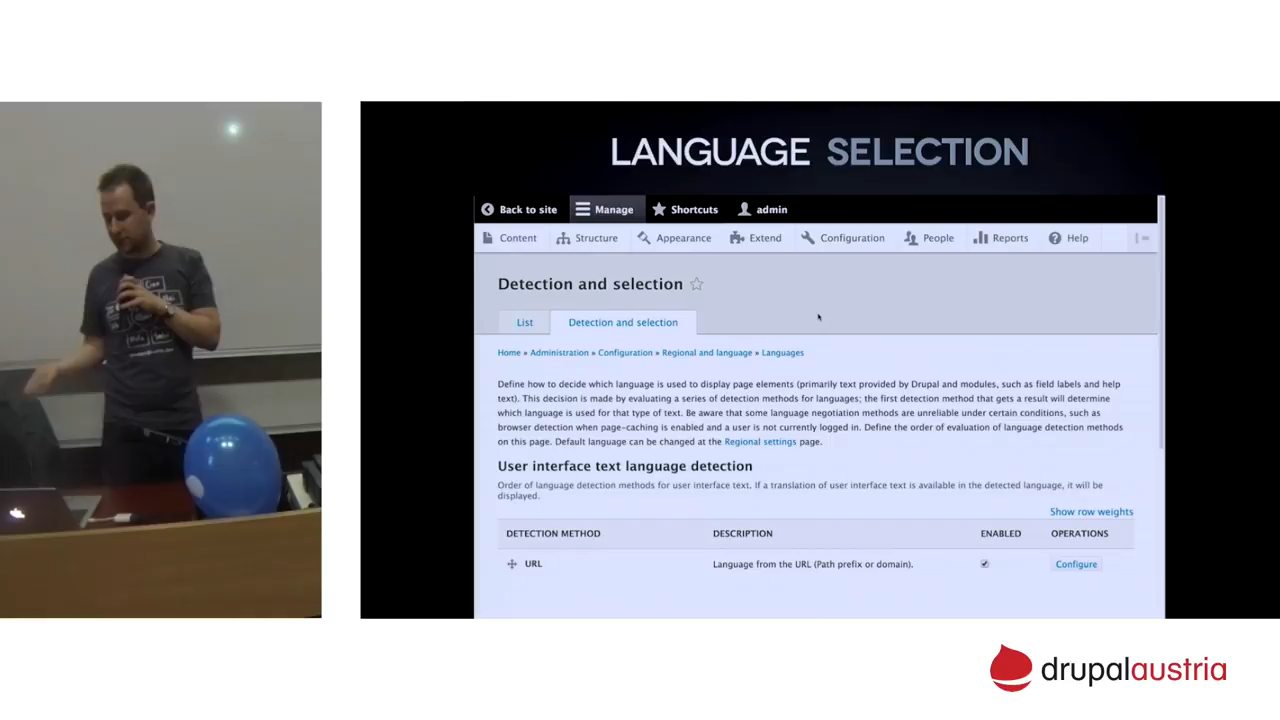 LANGUAGE SELECTION
Back to site
Manage
Shortcuts
admin
Content
Structure
Appearance
Extend
Configuration
People
Reports
Help
Detection and selection
List
Detection and selection
Home » Administration » Configuration » Regional and language » Languages
Define how to decide which language is used to display page elements (primarily text provided by Drupal and modules, such as field labels and help
text). This decision is made by evaluating a series of detection methods for languages; the first detection method that gets a result will determine
which language is used for that type of text. Be aware that some language negotiation methods are unreliable under certain conditions, such as
browser detection when page-caching is enabled and a user is not currently logged in. Define the order of evaluation of language detection methods
on this page. Default language can be changed at the Regional settings page.
User interface text language detection
Order of language detection methods for user interface text. If a translation of user interface text is available in the detected language, it will be
displayed.
Show row weights
DETECTION METHOD DESCRIPTION ENABLED OPERATIONS
URL Language from the URL (Path prefix or domain). Configure
drupalaustria